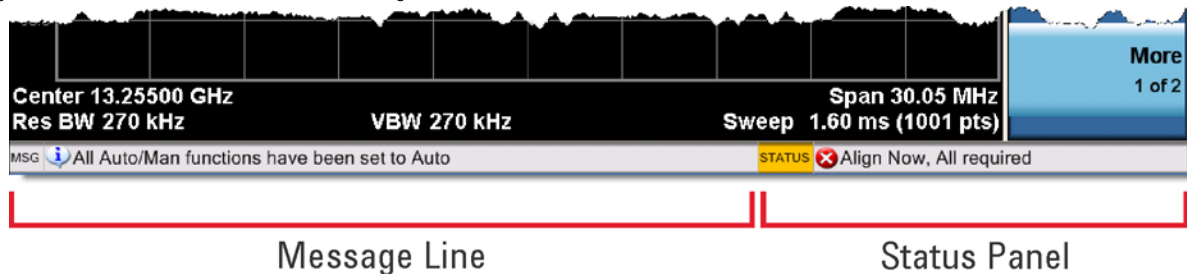 More
1 of 2
Center 13.25500 GHz
Span 30.05 MHz
Res BW 270 kHz
VBW 270 kHz
Sweep 1.60 ms (1001 pts)
MSG All Auto/Man functions have been set to Auto
STATUS Align Now, All required
Message Line
Status Panel